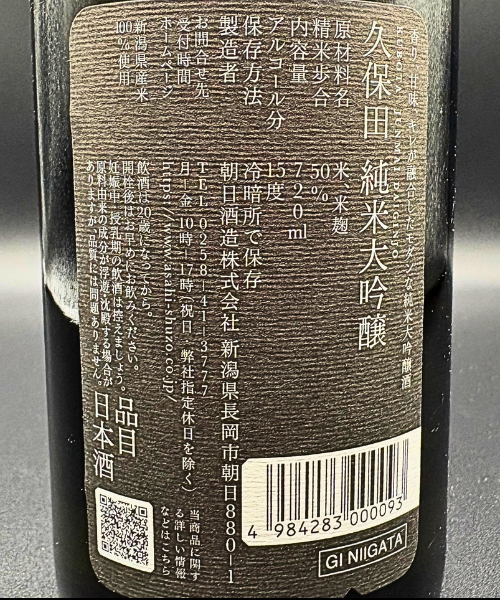 香り、甘味、キレが融合したモダンな純米大吟醸酒
KUBOTA JUNMAI DAIGINJO
久保田 純米大吟醸
原材料名 米、米麹
精米歩合 50%
内容量 720ml
アルコール分 15度
保存方法 冷暗所で保存
製造者 朝日酒造株式会社 新潟県長岡市朝日880-1
お問合せ先 TEL 0258-41-3777
受付時間 月-金 10時-17時(祝日、弊社指定休日を除く)
ホームページ https://www.asahi-shuzo.co.jp/
新潟県産米
100%使用
飲酒は20歳になってから。
開栓後はお早めにお飲みください。
妊娠中・授乳期の飲酒は控えましょう。
原料由来の成分が浮遊・沈殿する場合が
ありますが、品質には問題ありません。
品目
日本酒
当商品に関す
る詳しい情報
などはこちら
4 984283 000093
GI NIIGATA